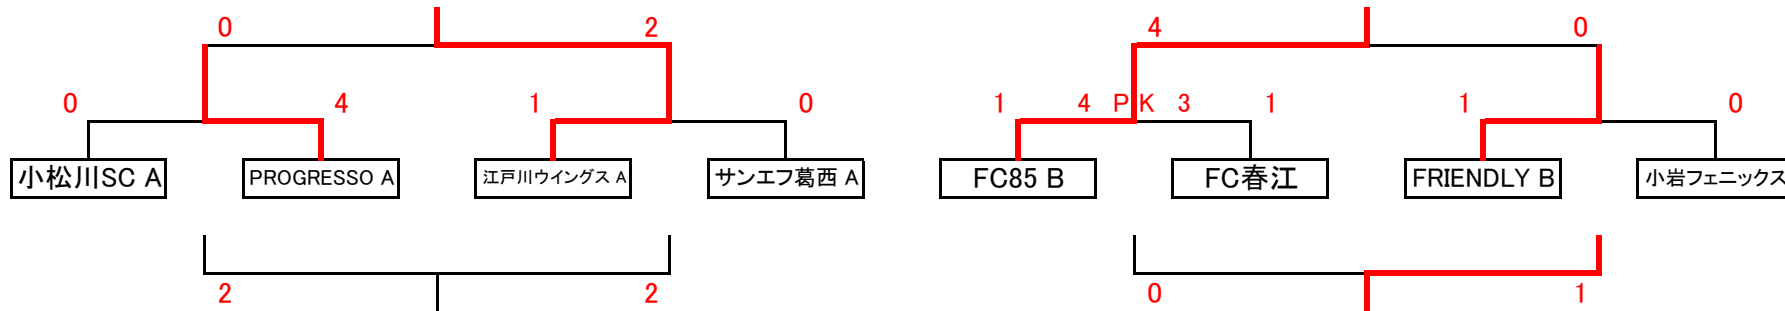 0 2 4 0
0 4 1 0 1 4 PK 3 1 1 0
小松川SC A PROGRESSO A 江戸川ウイングス A サンエフ葛西 A FC85 B FC春江 FRIENDLY B 小岩フェニックス
2 2 0 1